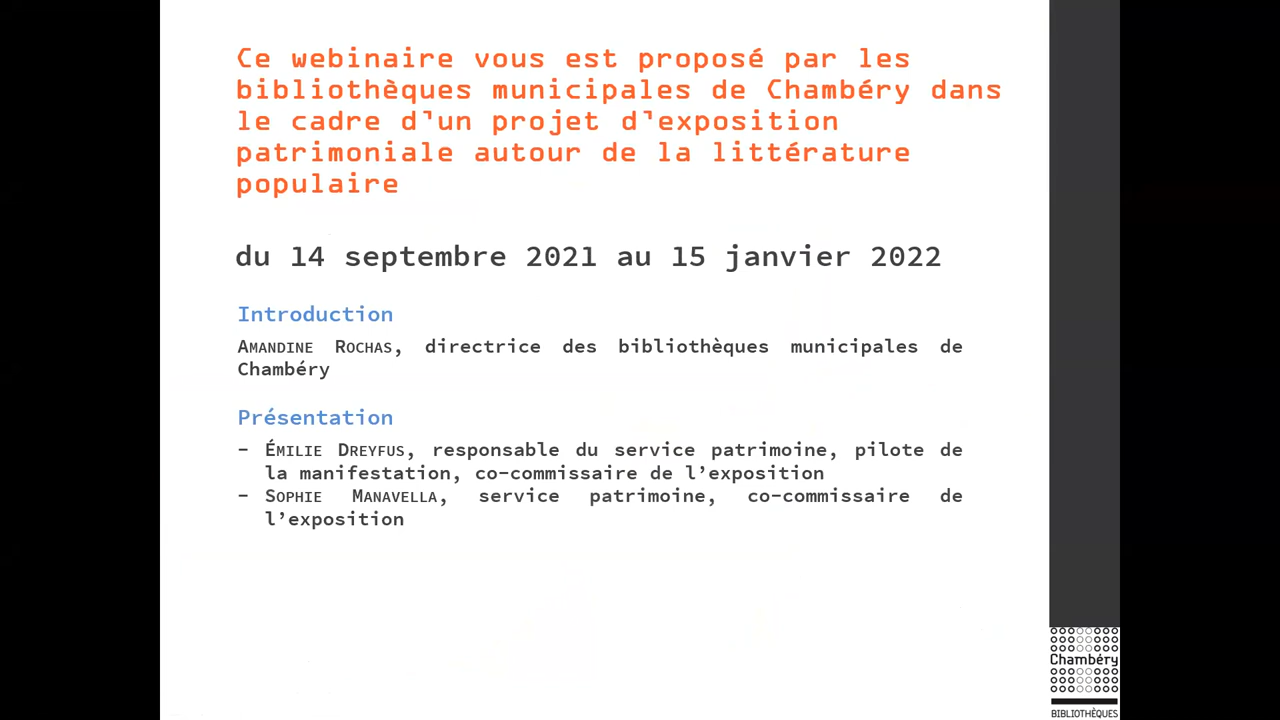 Ce webinaire vous est proposé par les
bibliothèques municipales de Chambéry dans
le cadre d'un projet d'exposition
patrimoniale autour de la littérature
populaire
du 14 septembre 2021 au 15 janvier 2022
Introduction
AMANDINE ROCHAS, directrice des bibliothèques municipales de
Chambéry
Présentation
- ÉMILIE DREYFUS, responsable du service patrimoine, pilote de
la manifestation, co-commissaire de l'exposition
- SOPHIE MANAVELLA, service patrimoine, co-commissaire de
l'exposition
Chambéry
BIBLIOTHÈQUES